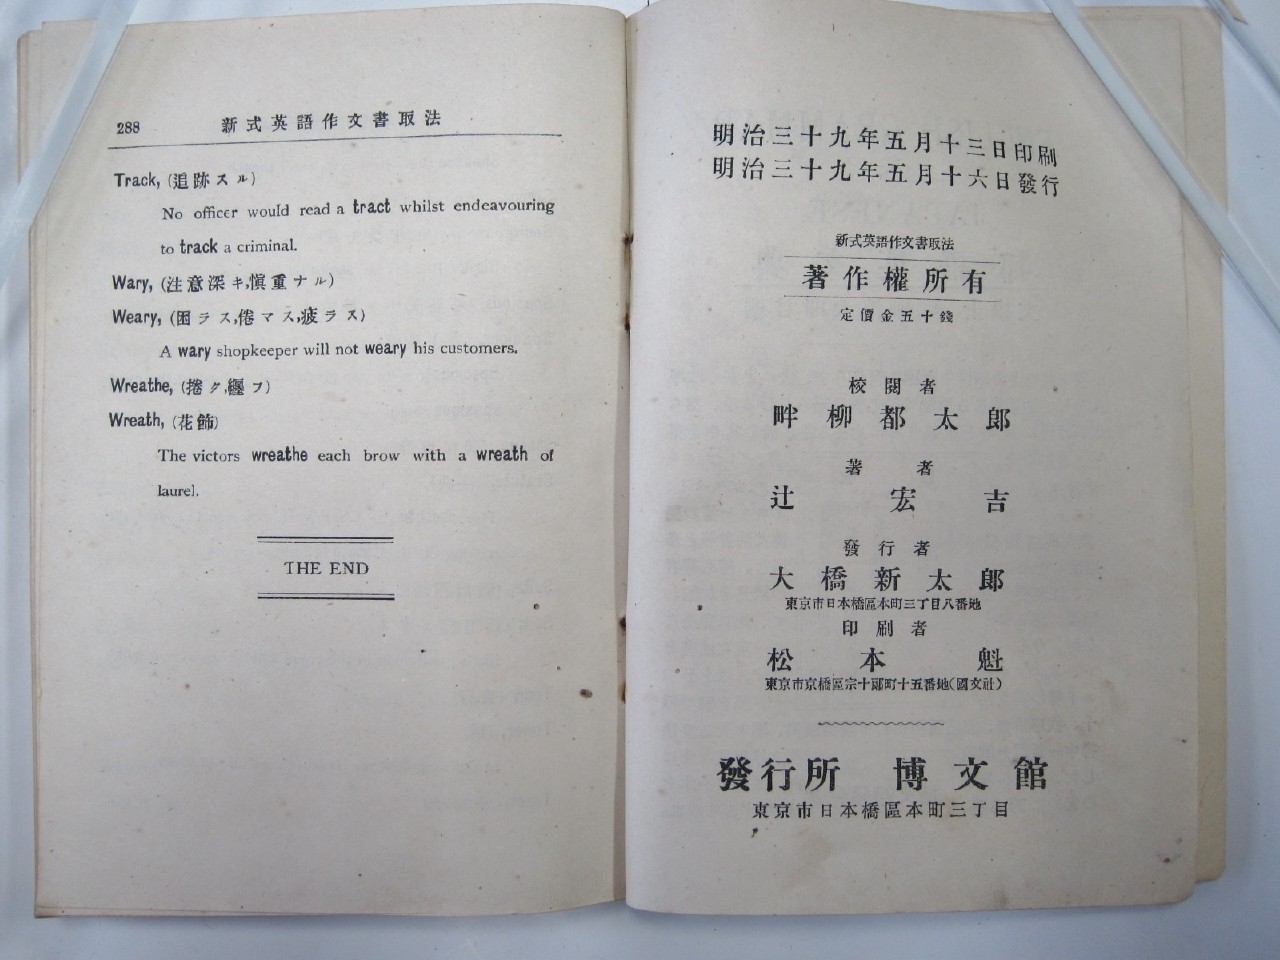 288 新式英語作文書取法
Track, (追跡スル)
No officer would read a tract whilst endeavouring
to track a criminal.
Wary, (注意深キ,愼重ナル)
Weary, (困ラス,倦マス,疲ラス)
A wary shopkeeper will not weary his customers.
Wreathe, (捲ク,纒フ)
Wreath, (花飾)
The victors wreathe each brow with a wreath of
laurel.
THE END
明治三十九年五月十三日印刷
明治三十九年五月十六日發行
新式英語作文書取法
著作權所有
定價金五十錢
校閱者
畔柳都太郎
著者
辻宏吉
發行者
大橋新太郎
東京市日本橋區本町三丁目八番地
印刷者
松本魁
東京市京橋區宗十郞町十五番地(國文社)
發行所 博文館
東京市日本橋區本町三丁目